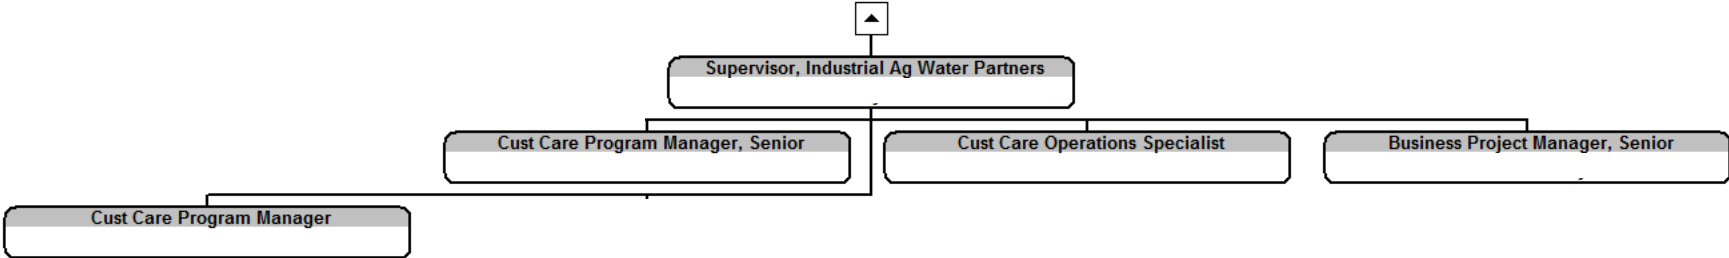 Supervisor, Industrial Ag Water Partners
Cust Care Program Manager, Senior
Cust Care Operations Specialist
Business Project Manager, Senior
Cust Care Program Manager